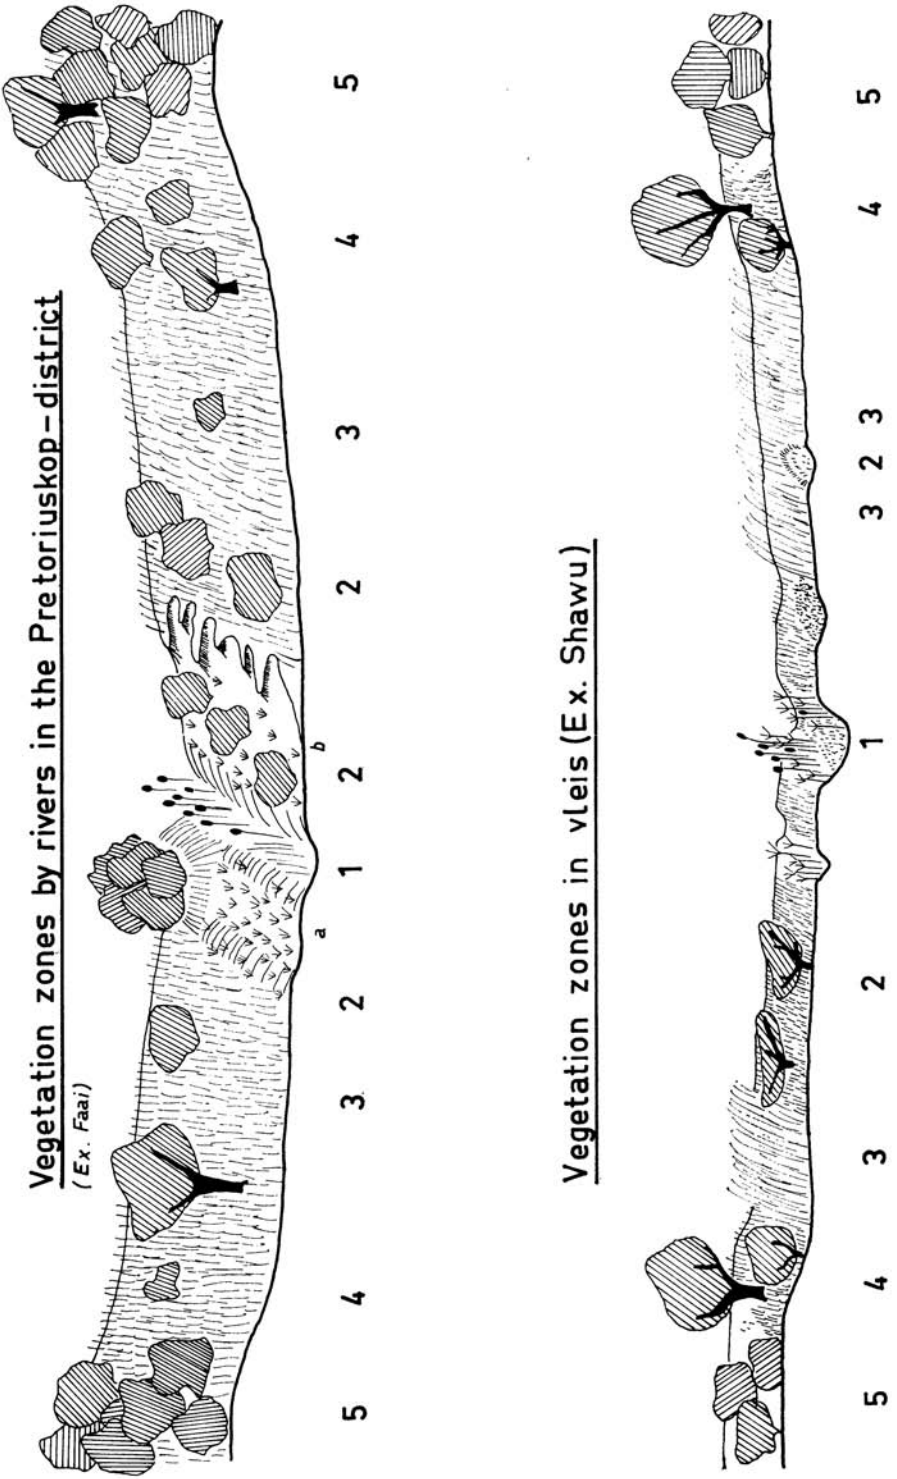 Vegetation zones by rivers in the Pretoriuskop-district
(Ex. Faai)
a b
5 4 3 2 1 2 2 3 4 5
Vegetation zones in vleis (Ex. Shawu)
5 4 3 2 1 3 2 3 4 5